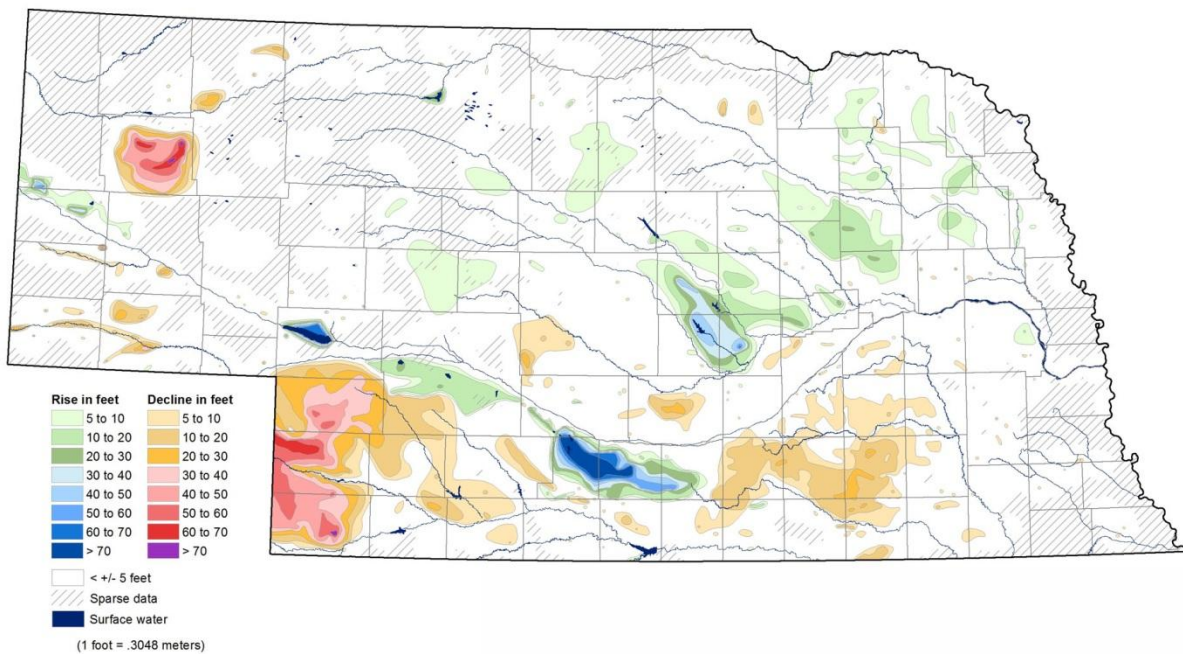 Rise in feet
Decline in feet
5 to 10
5 to 10
10 to 20
10 to 20
20 to 30
20 to 30
30 to 40
30 to 40
40 to 50
40 to 50
50 to 60
50 to 60
60 to 70
60 to 70
> 70
> 70
< +/- 5 feet
Sparse data
Surface water
(1 foot = .3048 meters)